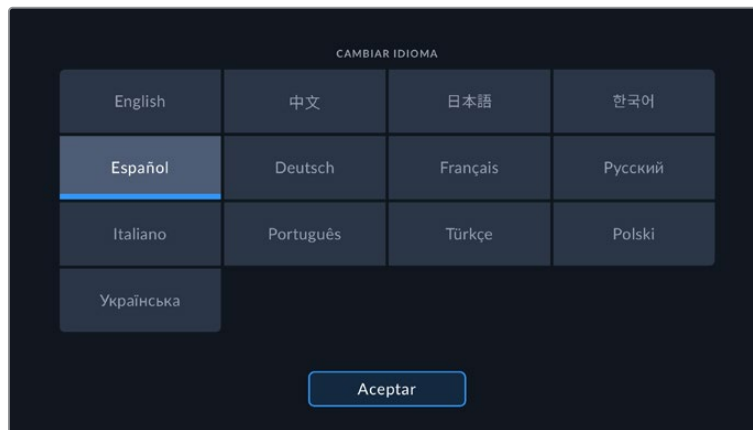 CAMBIAR IDIOMA
English 中文 日本語 한국어
Español Deutsch Français Русский
Italiano Português Türkçe Polski
Українська
Aceptar